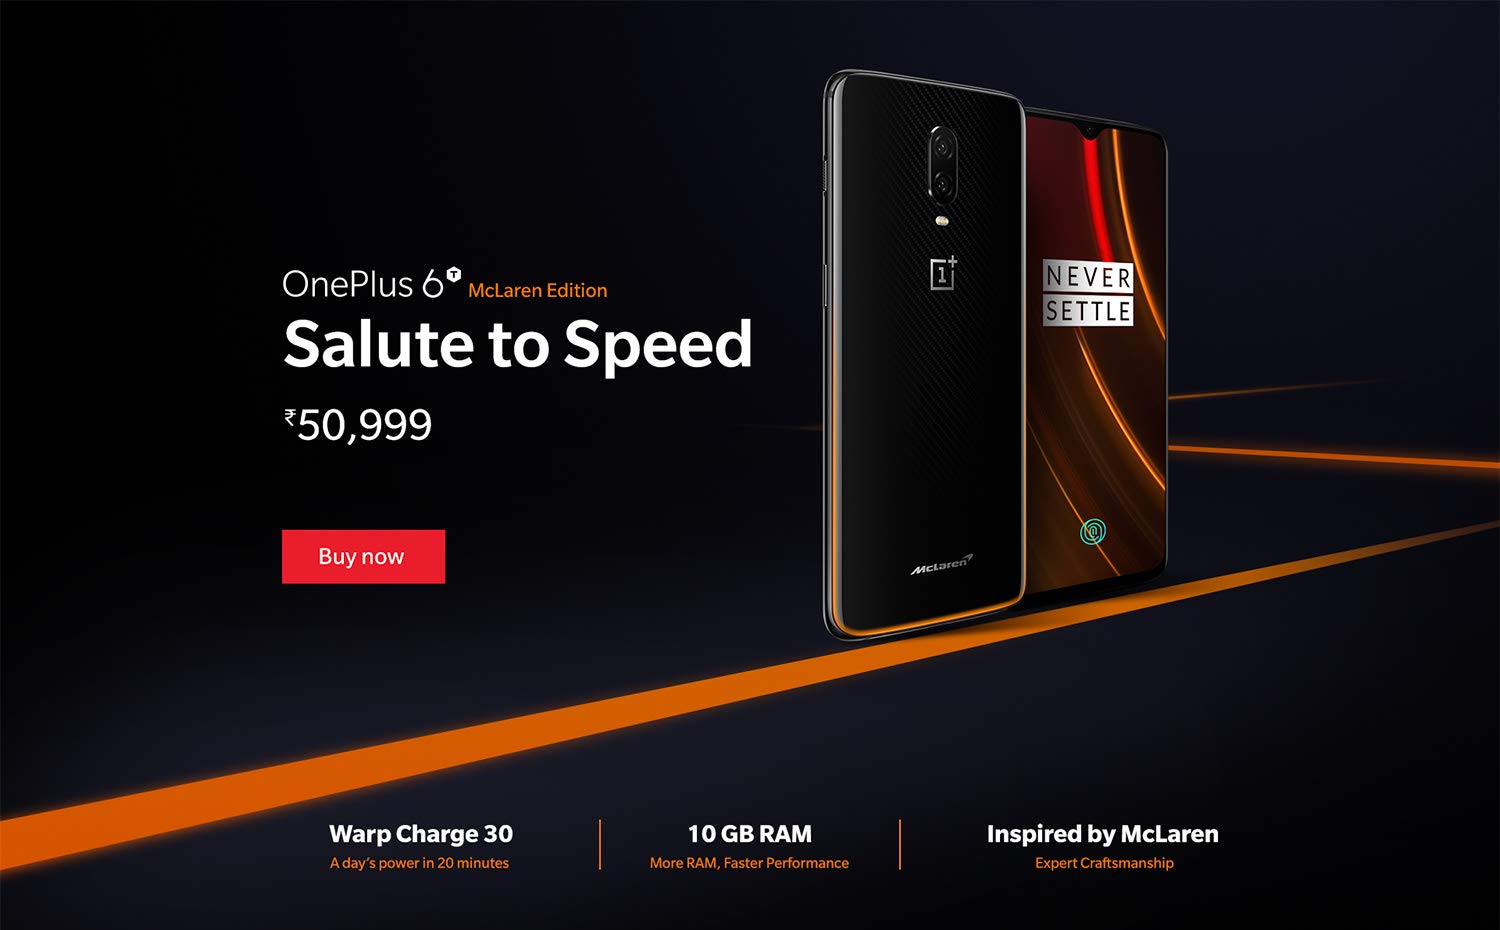 OnePlus 6T McLaren Edition
Salute to Speed
₹50,999
Buy now
1+
NEVER
SETTLE
McLaren
Warp Charge 30
A day's power in 20 minutes
10 GB RAM
More RAM, Faster Performance
Inspired by McLaren
Expert Craftsmanship